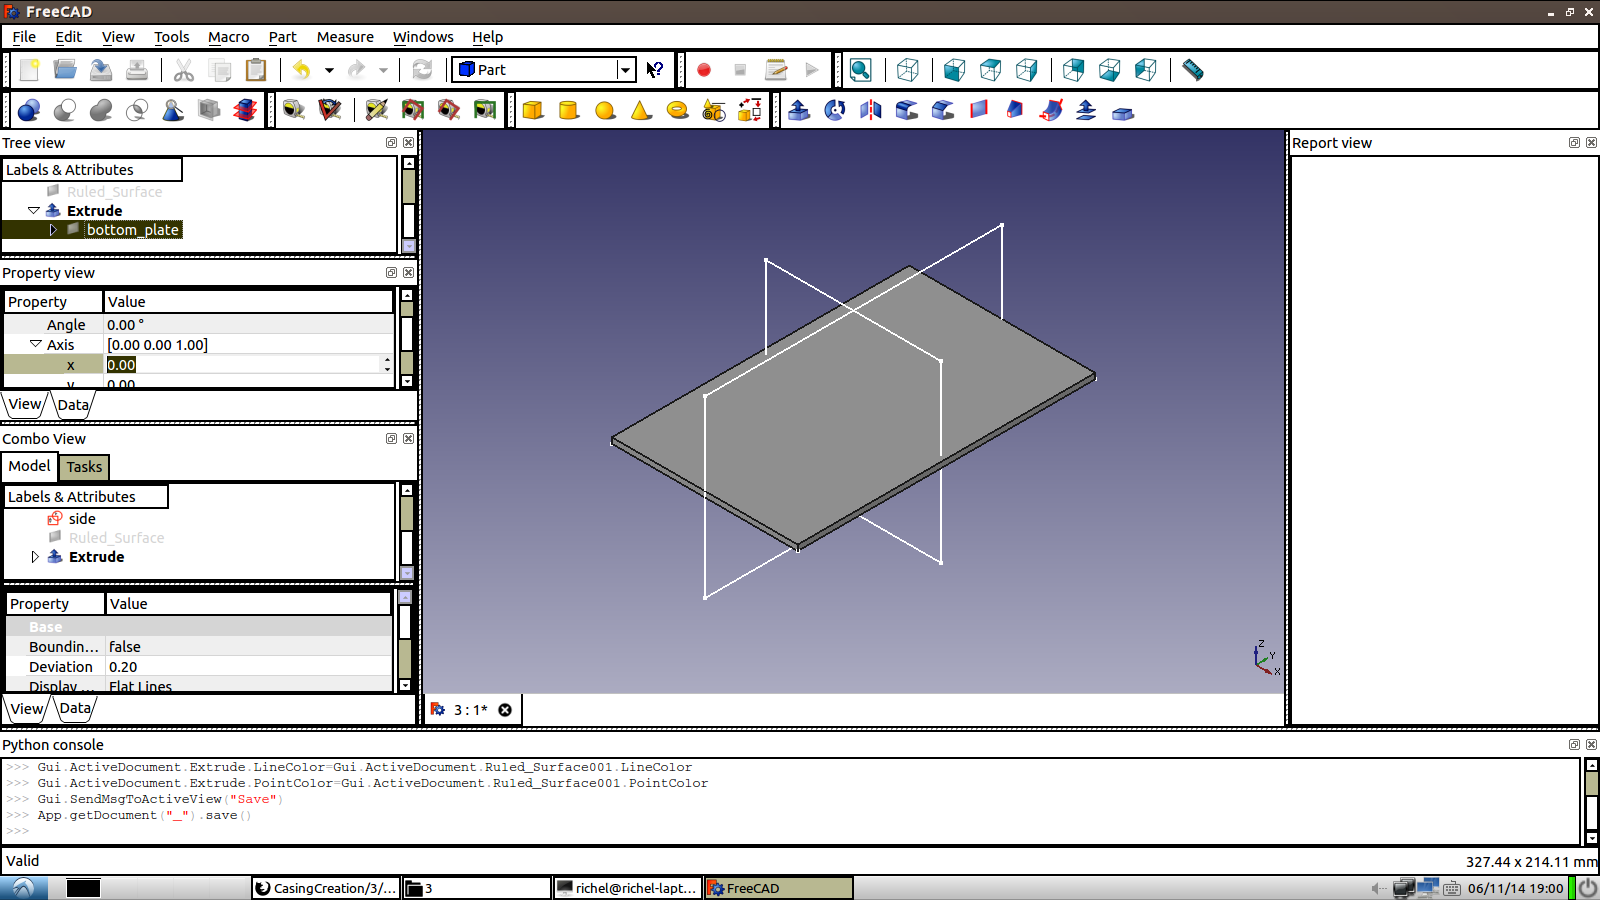 FreeCAD
File Edit View Tools Macro Part Measure Windows Help
Part
Tree view
Labels & Attributes
Ruled_Surface
Extrude
bottom_plate
Property view
Property Value
Angle 0.00 °
Axis [0.00 0.00 1.00]
x 0.00
y 0.00
View Data
Combo View
Model Tasks
Labels & Attributes
side
Ruled_Surface
Extrude
Property Value
Base
Boundin... false
Deviation 0.20
Display ... Flat Lines
View Data
Z
Y
X
3 : 1*
Report view
Python console
>>> Gui.ActiveDocument.Extrude.LineColor=Gui.ActiveDocument.Ruled_Surface001.LineColor
>>> Gui.ActiveDocument.Extrude.PointColor=Gui.ActiveDocument.Ruled_Surface001.PointColor
>>> Gui.SendMsgToActiveView("Save")
>>> App.getDocument("_").save()
>>>
Valid
327.44 x 214.11 mm
CasingCreation/3/... 3 richel@richel-lapt... FreeCAD 06/11/14 19:00